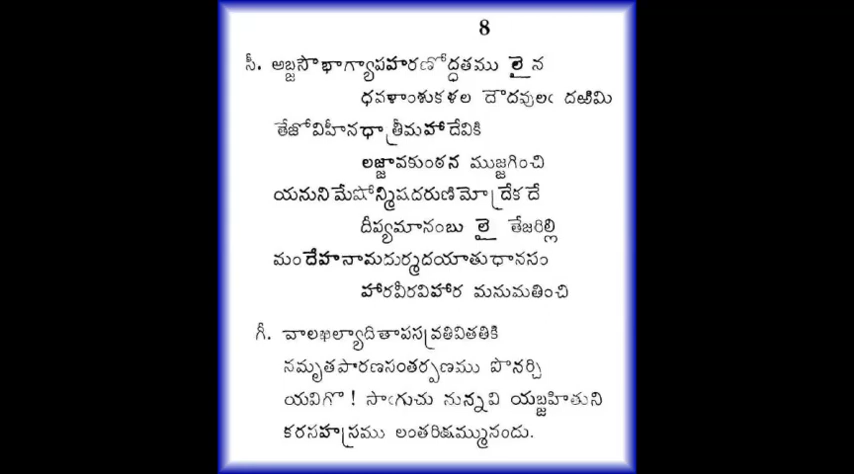 8
సీ. అబ్జసౌభాగ్యాపహరణోద్ధతము లై న
ధవళాంశుకళల దౌదవులఁ దఱిమి
తేజోవిహీనధాత్రీమహాదేవికి
లజ్జావకుంఠన ముజ్జగించి
యనునిమేషోన్మిషదరుణిమోద్రేకదే
దీప్యమానంబు లై తేజరిల్లి
మందేహనామదుర్మదయాతుధానసం
హారవీరవిహార మనుమతించి
గీ. వాలఖిల్యాదితాపసవ్రతివితతికి
నమృతపారణసంతర్పణము పొనర్చి
యవిగొ! సాఁగుచు నున్నవి యబ్జహితుని
కరసహస్రము లంతరిక్షమ్మునందు.